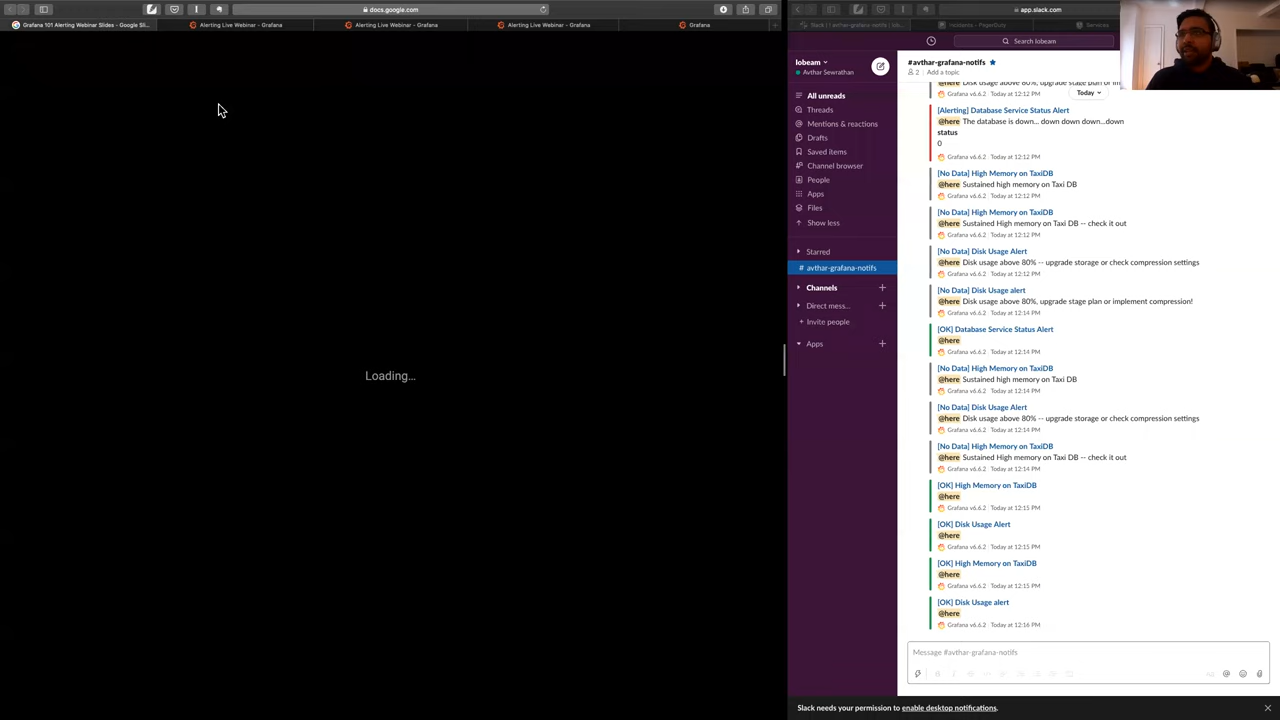 docs.google.com
Grafana 101 Alerting Webinar Slides - Google Sli...
Alerting Live Webinar - Grafana
Alerting Live Webinar - Grafana
Alerting Live Webinar - Grafana
Grafana
Loading...
app.slack.com
Incidents - PagerDuty
Services
Search lobeam
lobeam
Avthar Sewrathan
All unreads
Threads
Mentions & reactions
Drafts
Saved items
Channel browser
People
Apps
Files
Show less
Starred
# avthar-grafana-notifs
Channels
Direct mess...
+ Invite people
Apps
#avthar-grafana-notifs
2 | Add a topic
Today
Grafana v6.6.2 Today at 12:12 PM
[Alerting] Database Service Status Alert
@here The database is down... down down down...down
status
0
Grafana v6.6.2 Today at 12:12 PM
[No Data] High Memory on TaxiDB
@here Sustained high memory on Taxi DB
Grafana v6.6.2 Today at 12:12 PM
[No Data] High Memory on TaxiDB
@here Sustained High memory on Taxi DB -- check it out
Grafana v6.6.2 Today at 12:12 PM
[No Data] Disk Usage Alert
@here Disk usage above 80% -- upgrade storage or check compression settings
Grafana v6.6.2 Today at 12:12 PM
[No Data] Disk Usage alert
@here Disk usage above 80%, upgrade stage plan or implement compression!
Grafana v6.6.2 Today at 12:14 PM
[OK] Database Service Status Alert
@here
Grafana v6.6.2 Today at 12:14 PM
[No Data] High Memory on TaxiDB
@here Sustained high memory on Taxi DB
Grafana v6.6.2 Today at 12:14 PM
[No Data] Disk Usage Alert
@here Disk usage above 80% -- upgrade storage or check compression settings
Grafana v6.6.2 Today at 12:14 PM
[No Data] High Memory on TaxiDB
@here Sustained High memory on Taxi DB -- check it out
Grafana v6.6.2 Today at 12:14 PM
[OK] High Memory on TaxiDB
@here
Grafana v6.6.2 Today at 12:15 PM
[OK] Disk Usage Alert
@here
Grafana v6.6.2 Today at 12:15 PM
[OK] High Memory on TaxiDB
@here
Grafana v6.6.2 Today at 12:15 PM
[OK] Disk Usage alert
@here
Grafana v6.6.2 Today at 12:16 PM
Message #avthar-grafana-notifs
Slack needs your permission to enable desktop notifications.